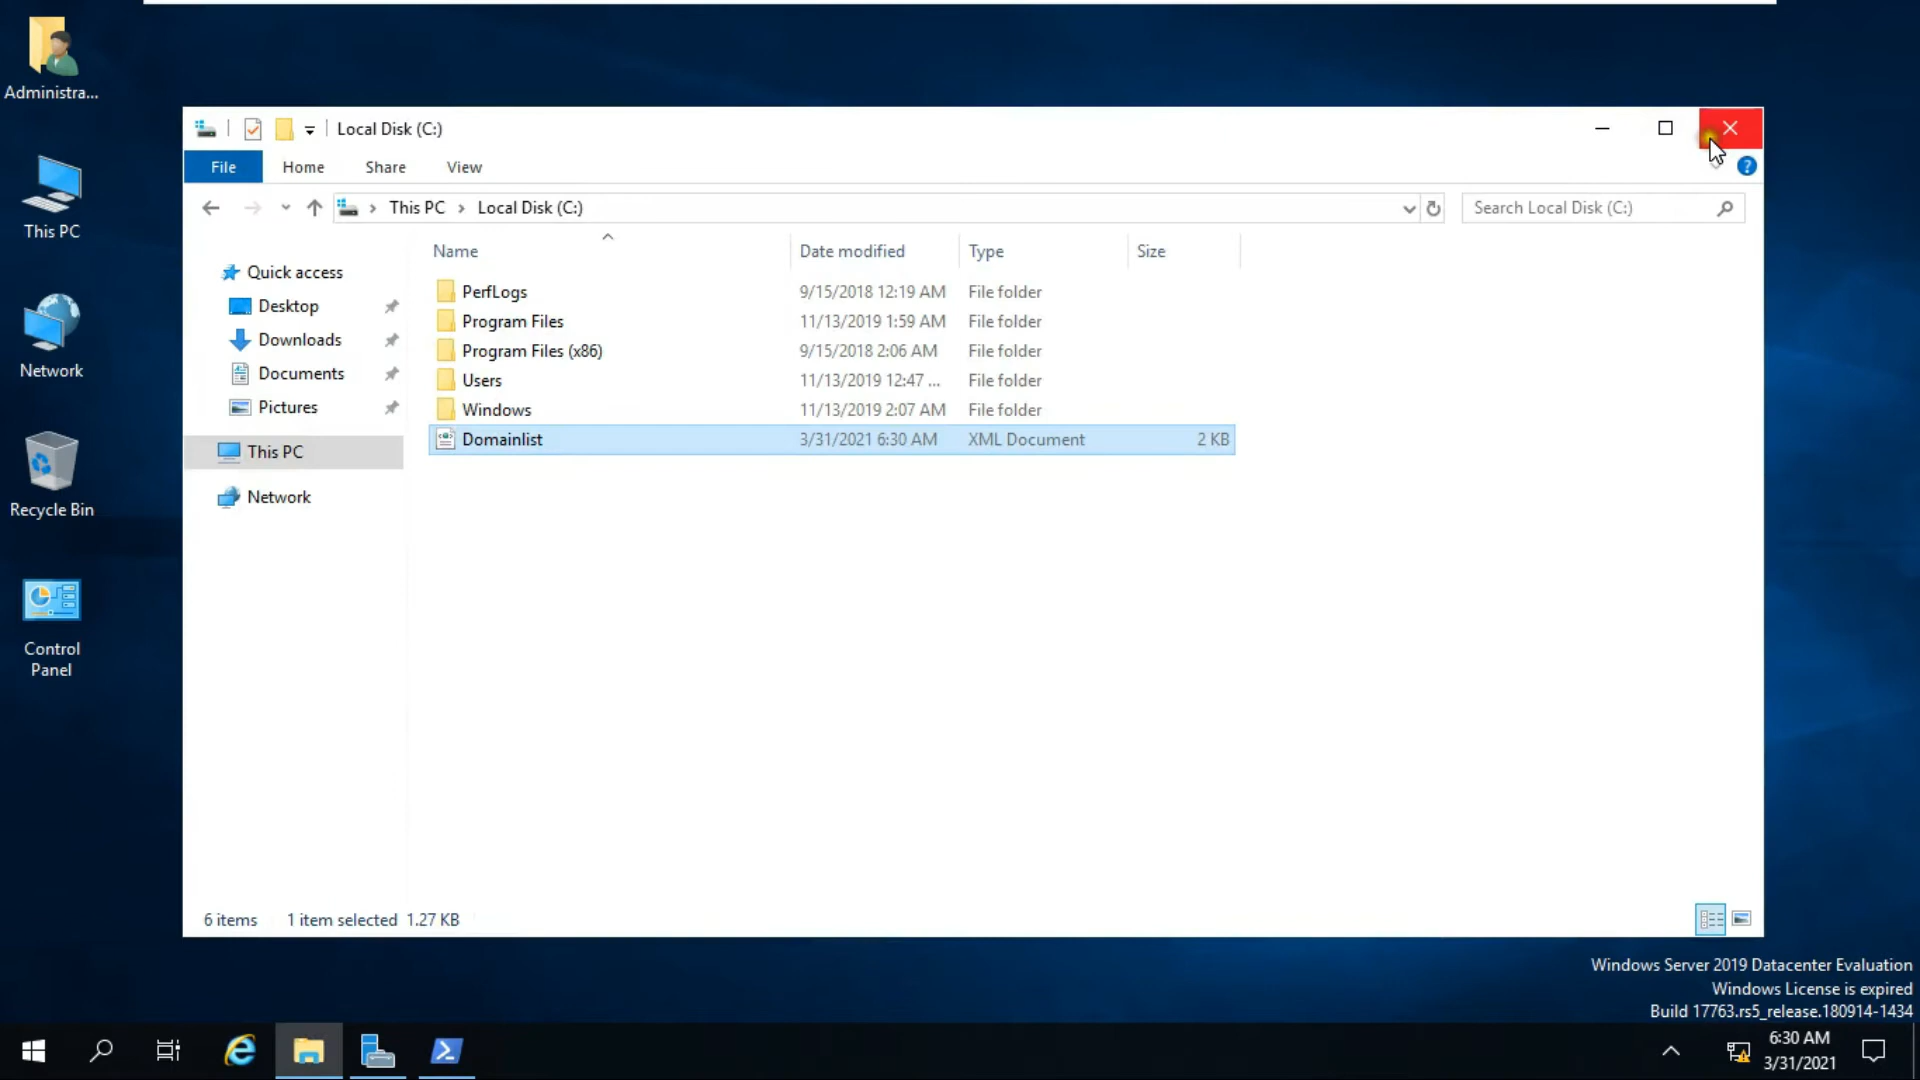 Administra...
This PC
Network
Recycle Bin
Control
Panel
Local Disk (C:)
File Home Share View
This PC Local Disk (C:)
Search Local Disk (C:)
Quick access
Desktop
Downloads
Documents
Pictures
This PC
Network
Name Date modified Type Size
PerfLogs 9/15/2018 12:19 AM File folder
Program Files 11/13/2019 1:59 AM File folder
Program Files (x86) 9/15/2018 2:06 AM File folder
Users 11/13/2019 12:47 ... File folder
Windows 11/13/2019 2:07 AM File folder
Domainlist 3/31/2021 6:30 AM XML Document 2 KB
6 items 1 item selected 1.27 KB
Windows Server 2019 Datacenter Evaluation
Windows License is expired
Build 17763.rs5_release.180914-1434
6:30 AM
3/31/2021